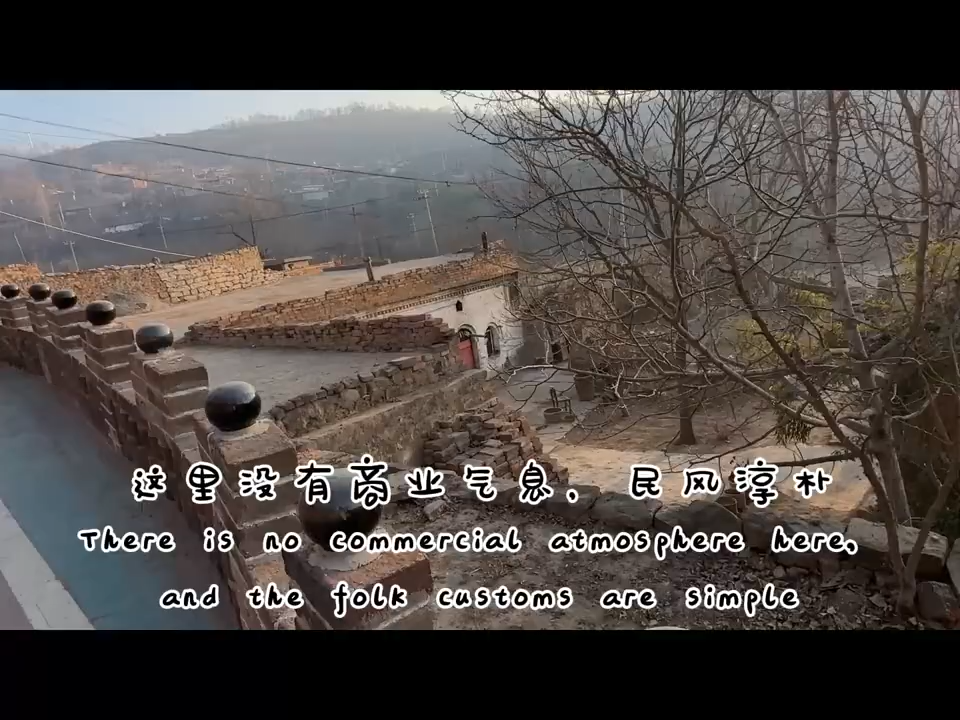 这里没有商业气息，民风淳朴
There is no commercial atmosphere here,
and the folk customs are simple